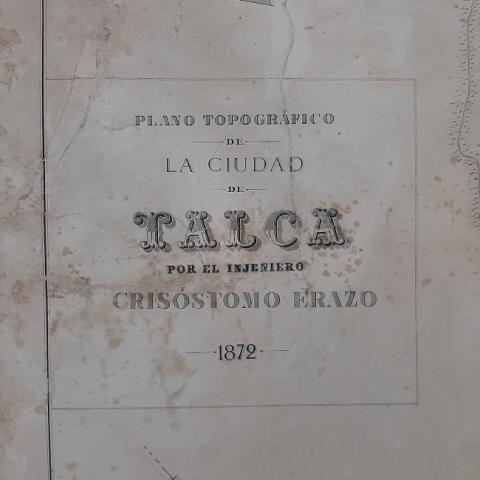 PLANO TOPOGRÁFICO
DE
LA CIUDAD
DE
TALCA
POR EL INJENIERO
CRISÓSTOMO ERAZO
1872